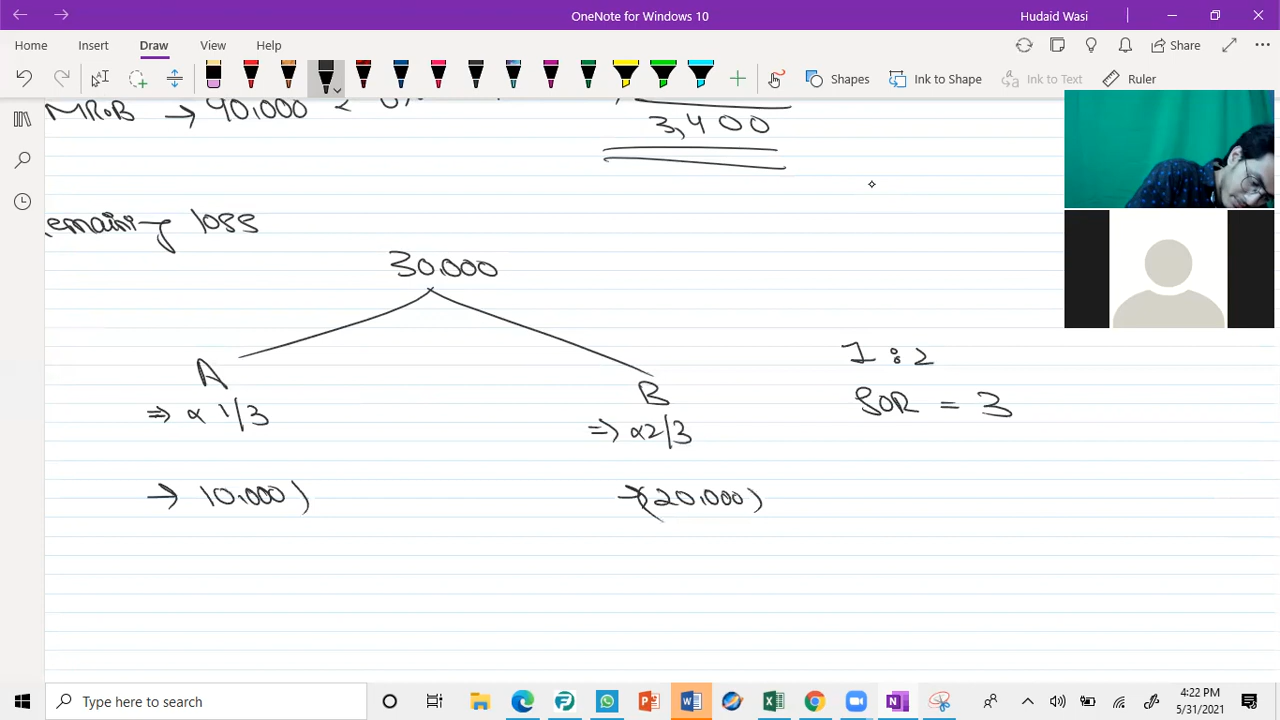 OneNote for Windows 10
Hudaid Wasi
Home Insert Draw View Help
Share
Shapes Ink to Shape Ink to Text Ruler
→ 90,000
3,400
emaining loss
30,000
A B
1 : 2
⇒ × 1/3
⇒ × 2/3
SOR = 3
→ 10,000)
→ (20,000)
Type here to search
4:22 PM
5/31/2021